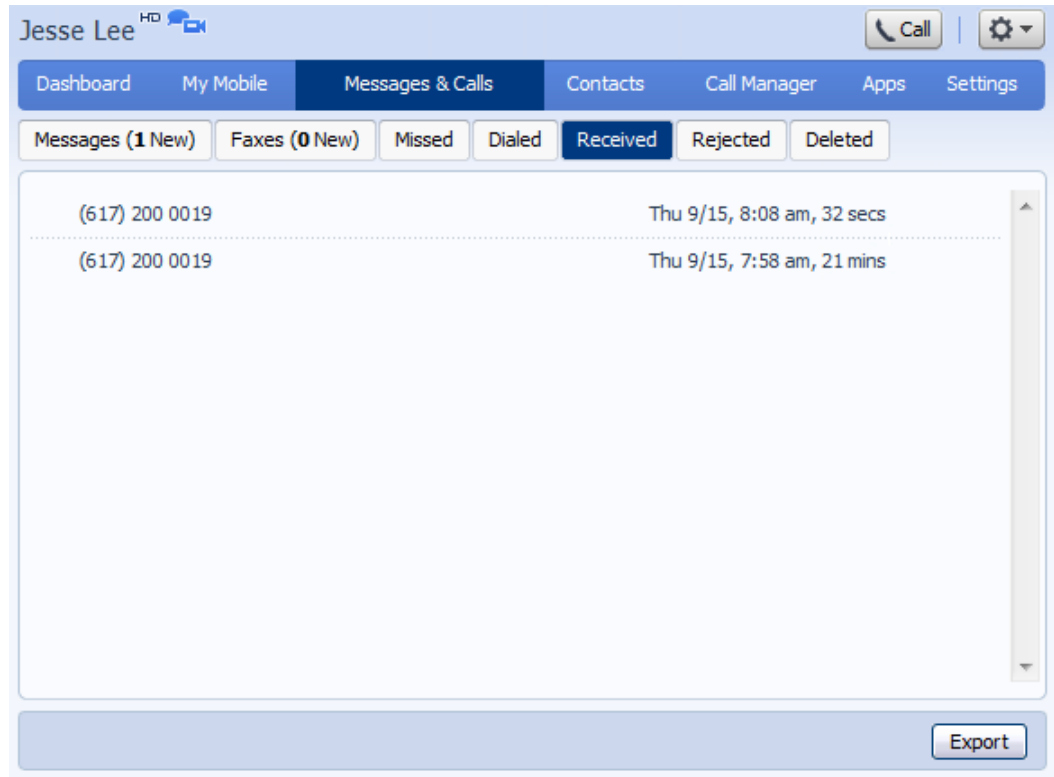 Jesse Lee HD Call
Dashboard My Mobile Messages & Calls Contacts Call Manager Apps Settings
Messages (1 New) Faxes (0 New) Missed Dialed Received Rejected Deleted
(617) 200 0019 Thu 9/15, 8:08 am, 32 secs
(617) 200 0019 Thu 9/15, 7:58 am, 21 mins
Export